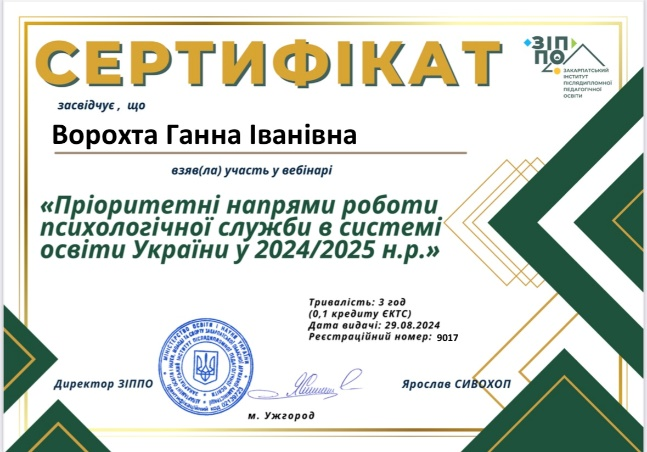 СЕРТИФІКАТ
ЗІП
ПО
ЗАКАРПАТСЬКИЙ
ІНСТИТУТ
ПІСЛЯДИПЛОМНОЇ
ПЕДАГОГІЧНОЇ
ОСВІТИ
засвідчує , що
Ворохта Ганна Іванівна
взяв(ла) участь у вебінарі
«Пріоритетні напрями роботи
психологічної служби в системі
освіти України у 2024/2025 н.р.»
Тривалість: 3 год
(0,1 кредиту ЄКТС)
Дата видачі: 29.08.2024
Реєстраційний номер: 9017
Директор ЗІППО
Ярослав СИВОХОП
м. Ужгород